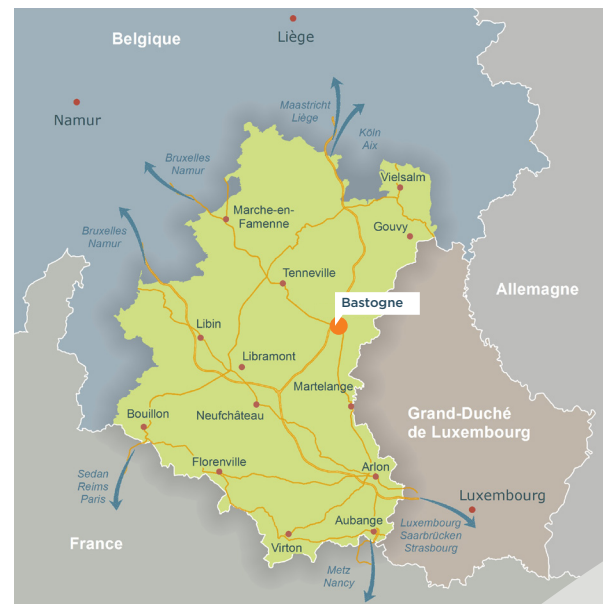 Belgique
Liège
Namur
Maastricht
Liège
Köln
Aix
Bruxelles
Namur
Vielsalm
Marche-en-
Famenne
Gouvy
Bruxelles
Namur
Tenneville
Allemagne
Bastogne
Libin
Libramont
Martelange
Bouillon
Neufchâteau
Grand-Duché
de Luxembourg
Florenville
Arlon
Sedan
Reims
Paris
Luxembourg
Aubange
Luxembourg
Saarbrücken
Strasbourg
France
Virton
Metz
Nancy